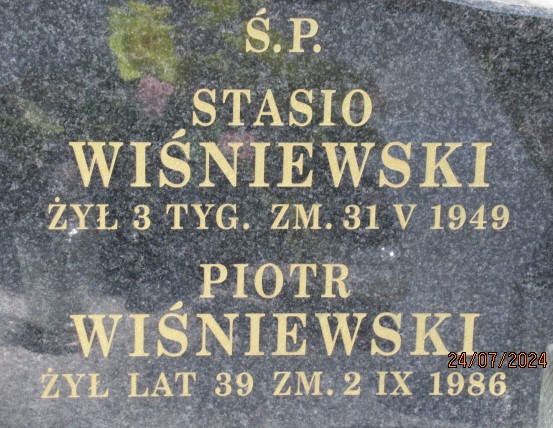 Ś.P.
STASIO
WIŚNIEWSKI
ŻYŁ 3 TYG. ZM. 31 V 1949
PIOTR
WIŚNIEWSKI
24/07/2024
ŻYŁ LAT 39 ZM. 2 IX 1986